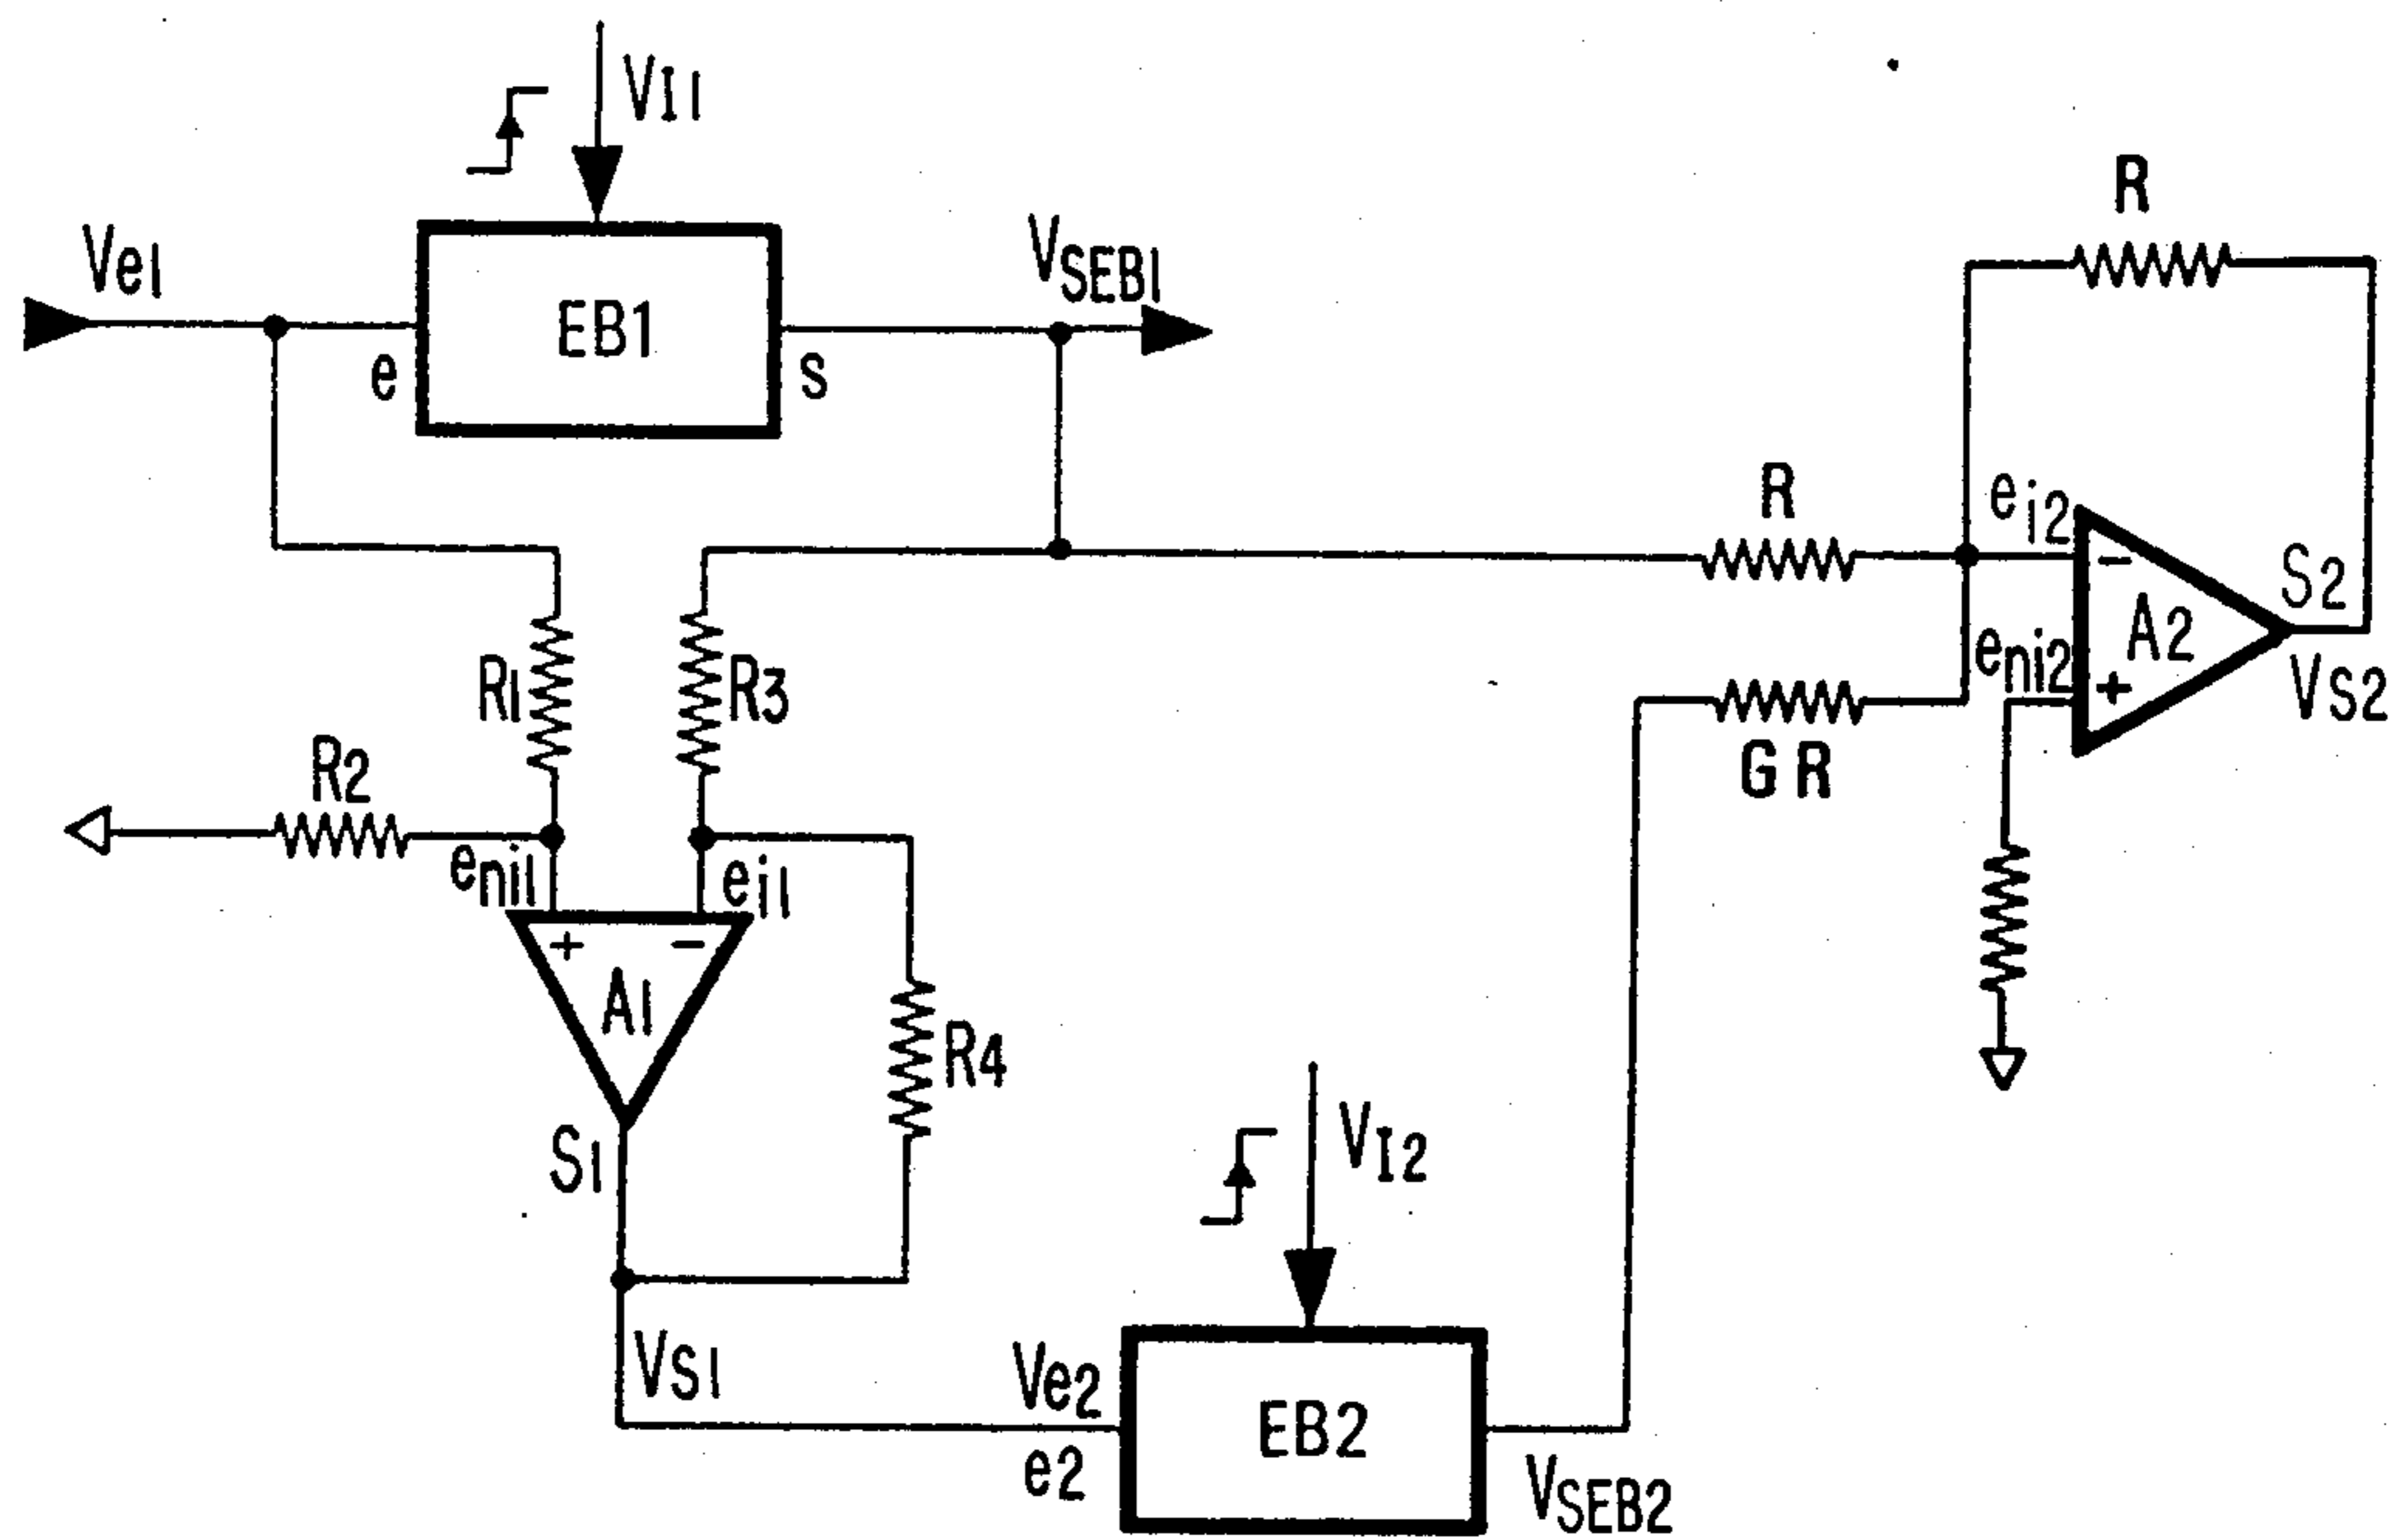 VI1
R
Ve1
VSEB1
EB1
e
s
R
ei2
S2
A2
eni2
VS2
R1
R3
G R
R2
eni1
ei1
A1
R4
S1
VI2
VS1
Ve2
EB2
e2
VSEB2